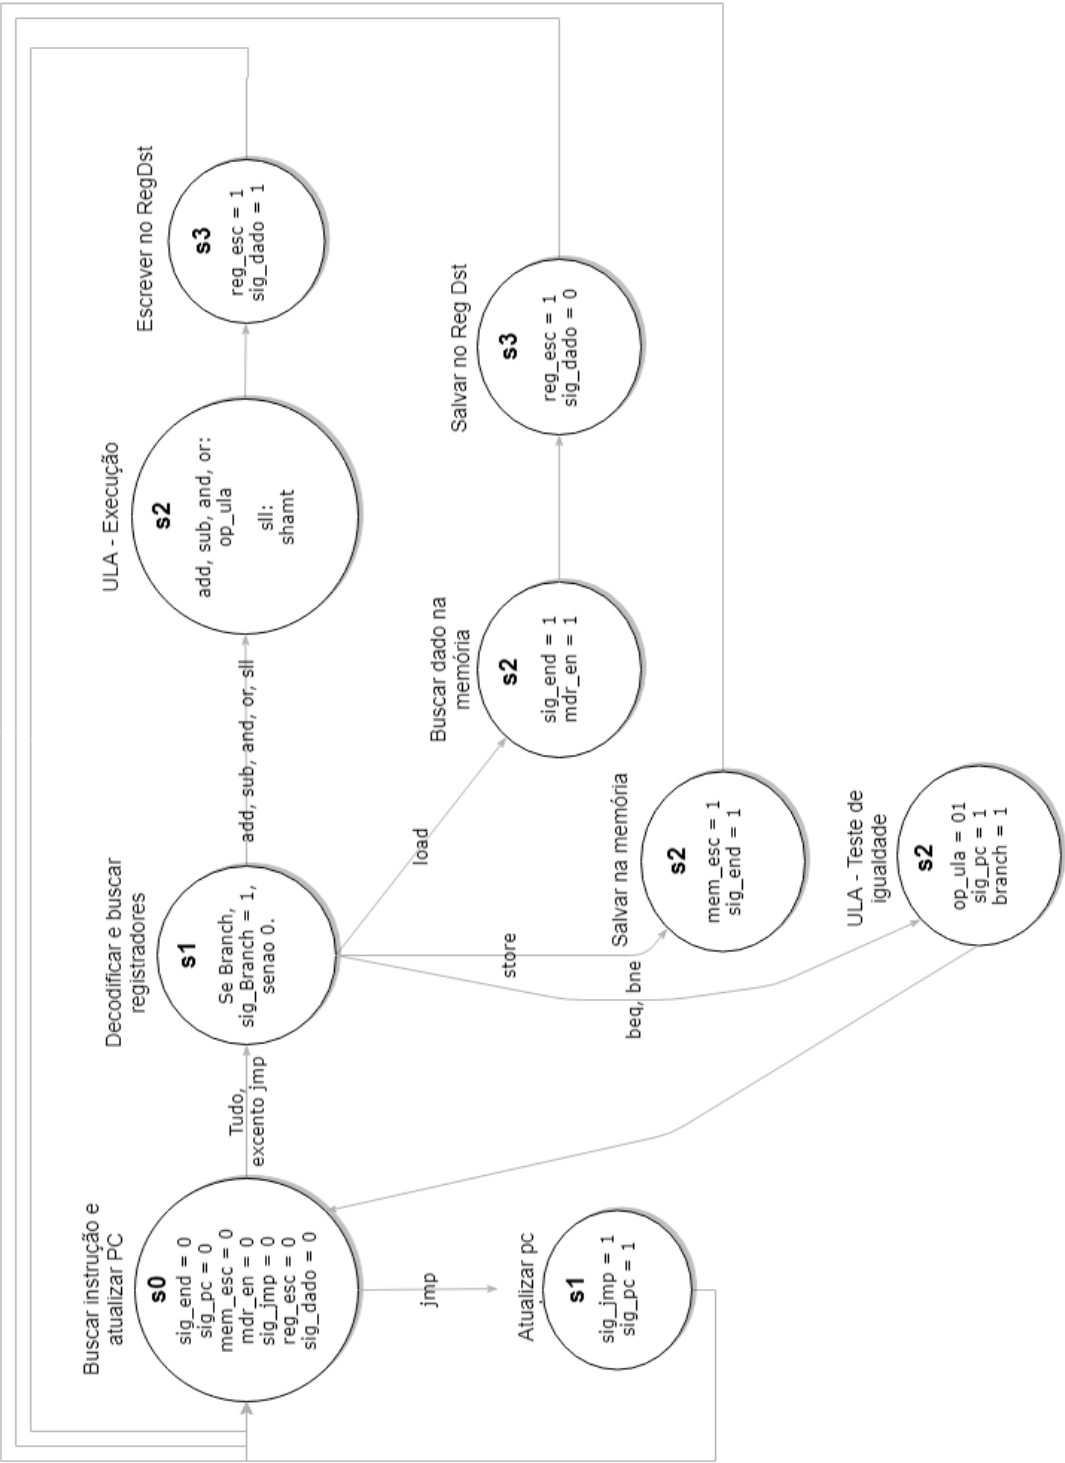 Buscar instrução e
atualizar PC
s0
sig_end = 0
sig_pc = 0
mem_esc = 0
mdr_en = 0
sig_jmp = 0
reg_esc = 0
sig_dado = 0
Tudo,
excento jmp
jmp
Atualizar pc
s1
sig_jmp = 1
sig_pc = 1
Decodificar e buscar
registradores
s1
Se Branch,
sig_Branch = 1,
senao 0.
add, sub, and, or, sll
load
store
beq, bne
ULA - Execução
s2
add, sub, and, or:
op_ula
sll:
shamt
Escrever no RegDst
s3
reg_esc = 1
sig_dado = 1
Buscar dado na
memória
s2
sig_end = 1
mdr_en = 1
Salvar no Reg Dst
s3
reg_esc = 1
sig_dado = 0
Salvar na memória
s2
mem_esc = 1
sig_end = 1
ULA - Teste de
igualdade
s2
op_ula = 01
sig_pc = 1
branch = 1